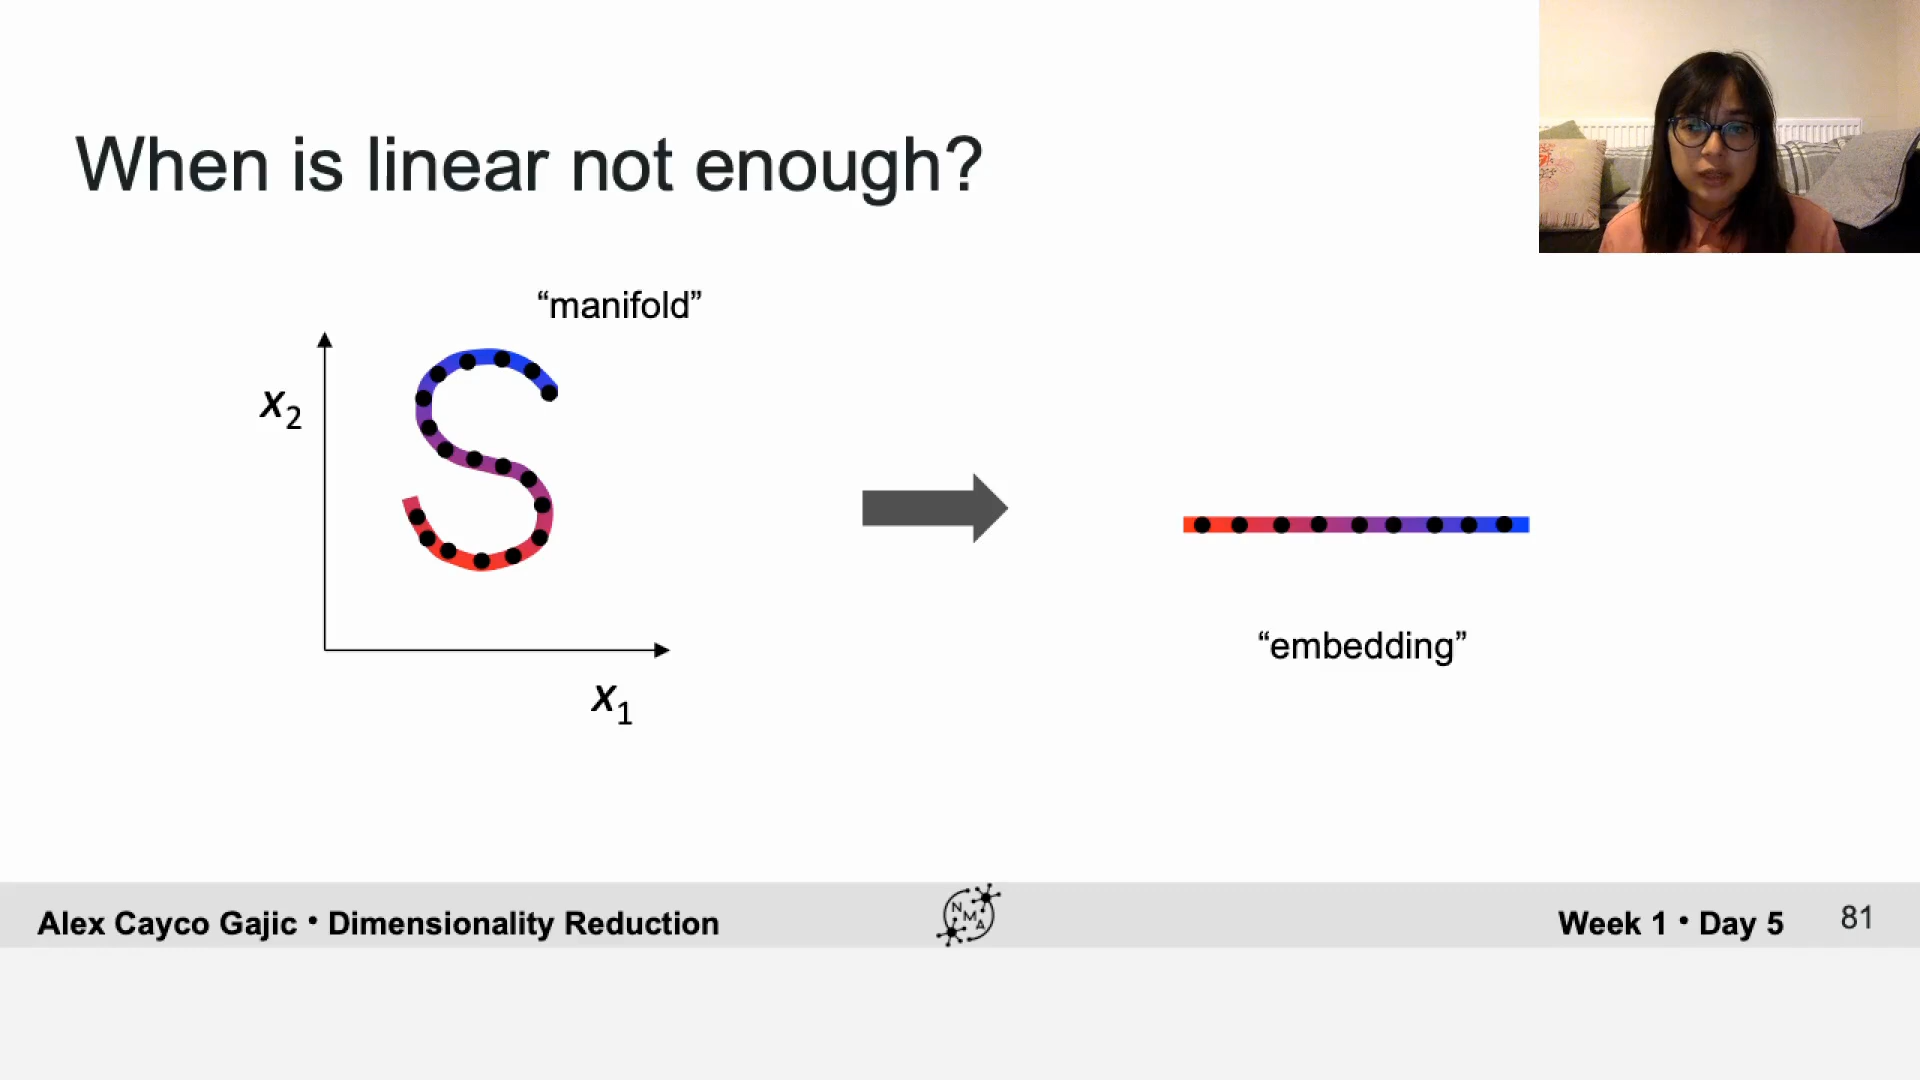 When is linear not enough?
“manifold”
x2
x1
“embedding”
Alex Cayco Gajic • Dimensionality Reduction
NMA
Week 1 • Day 5
81